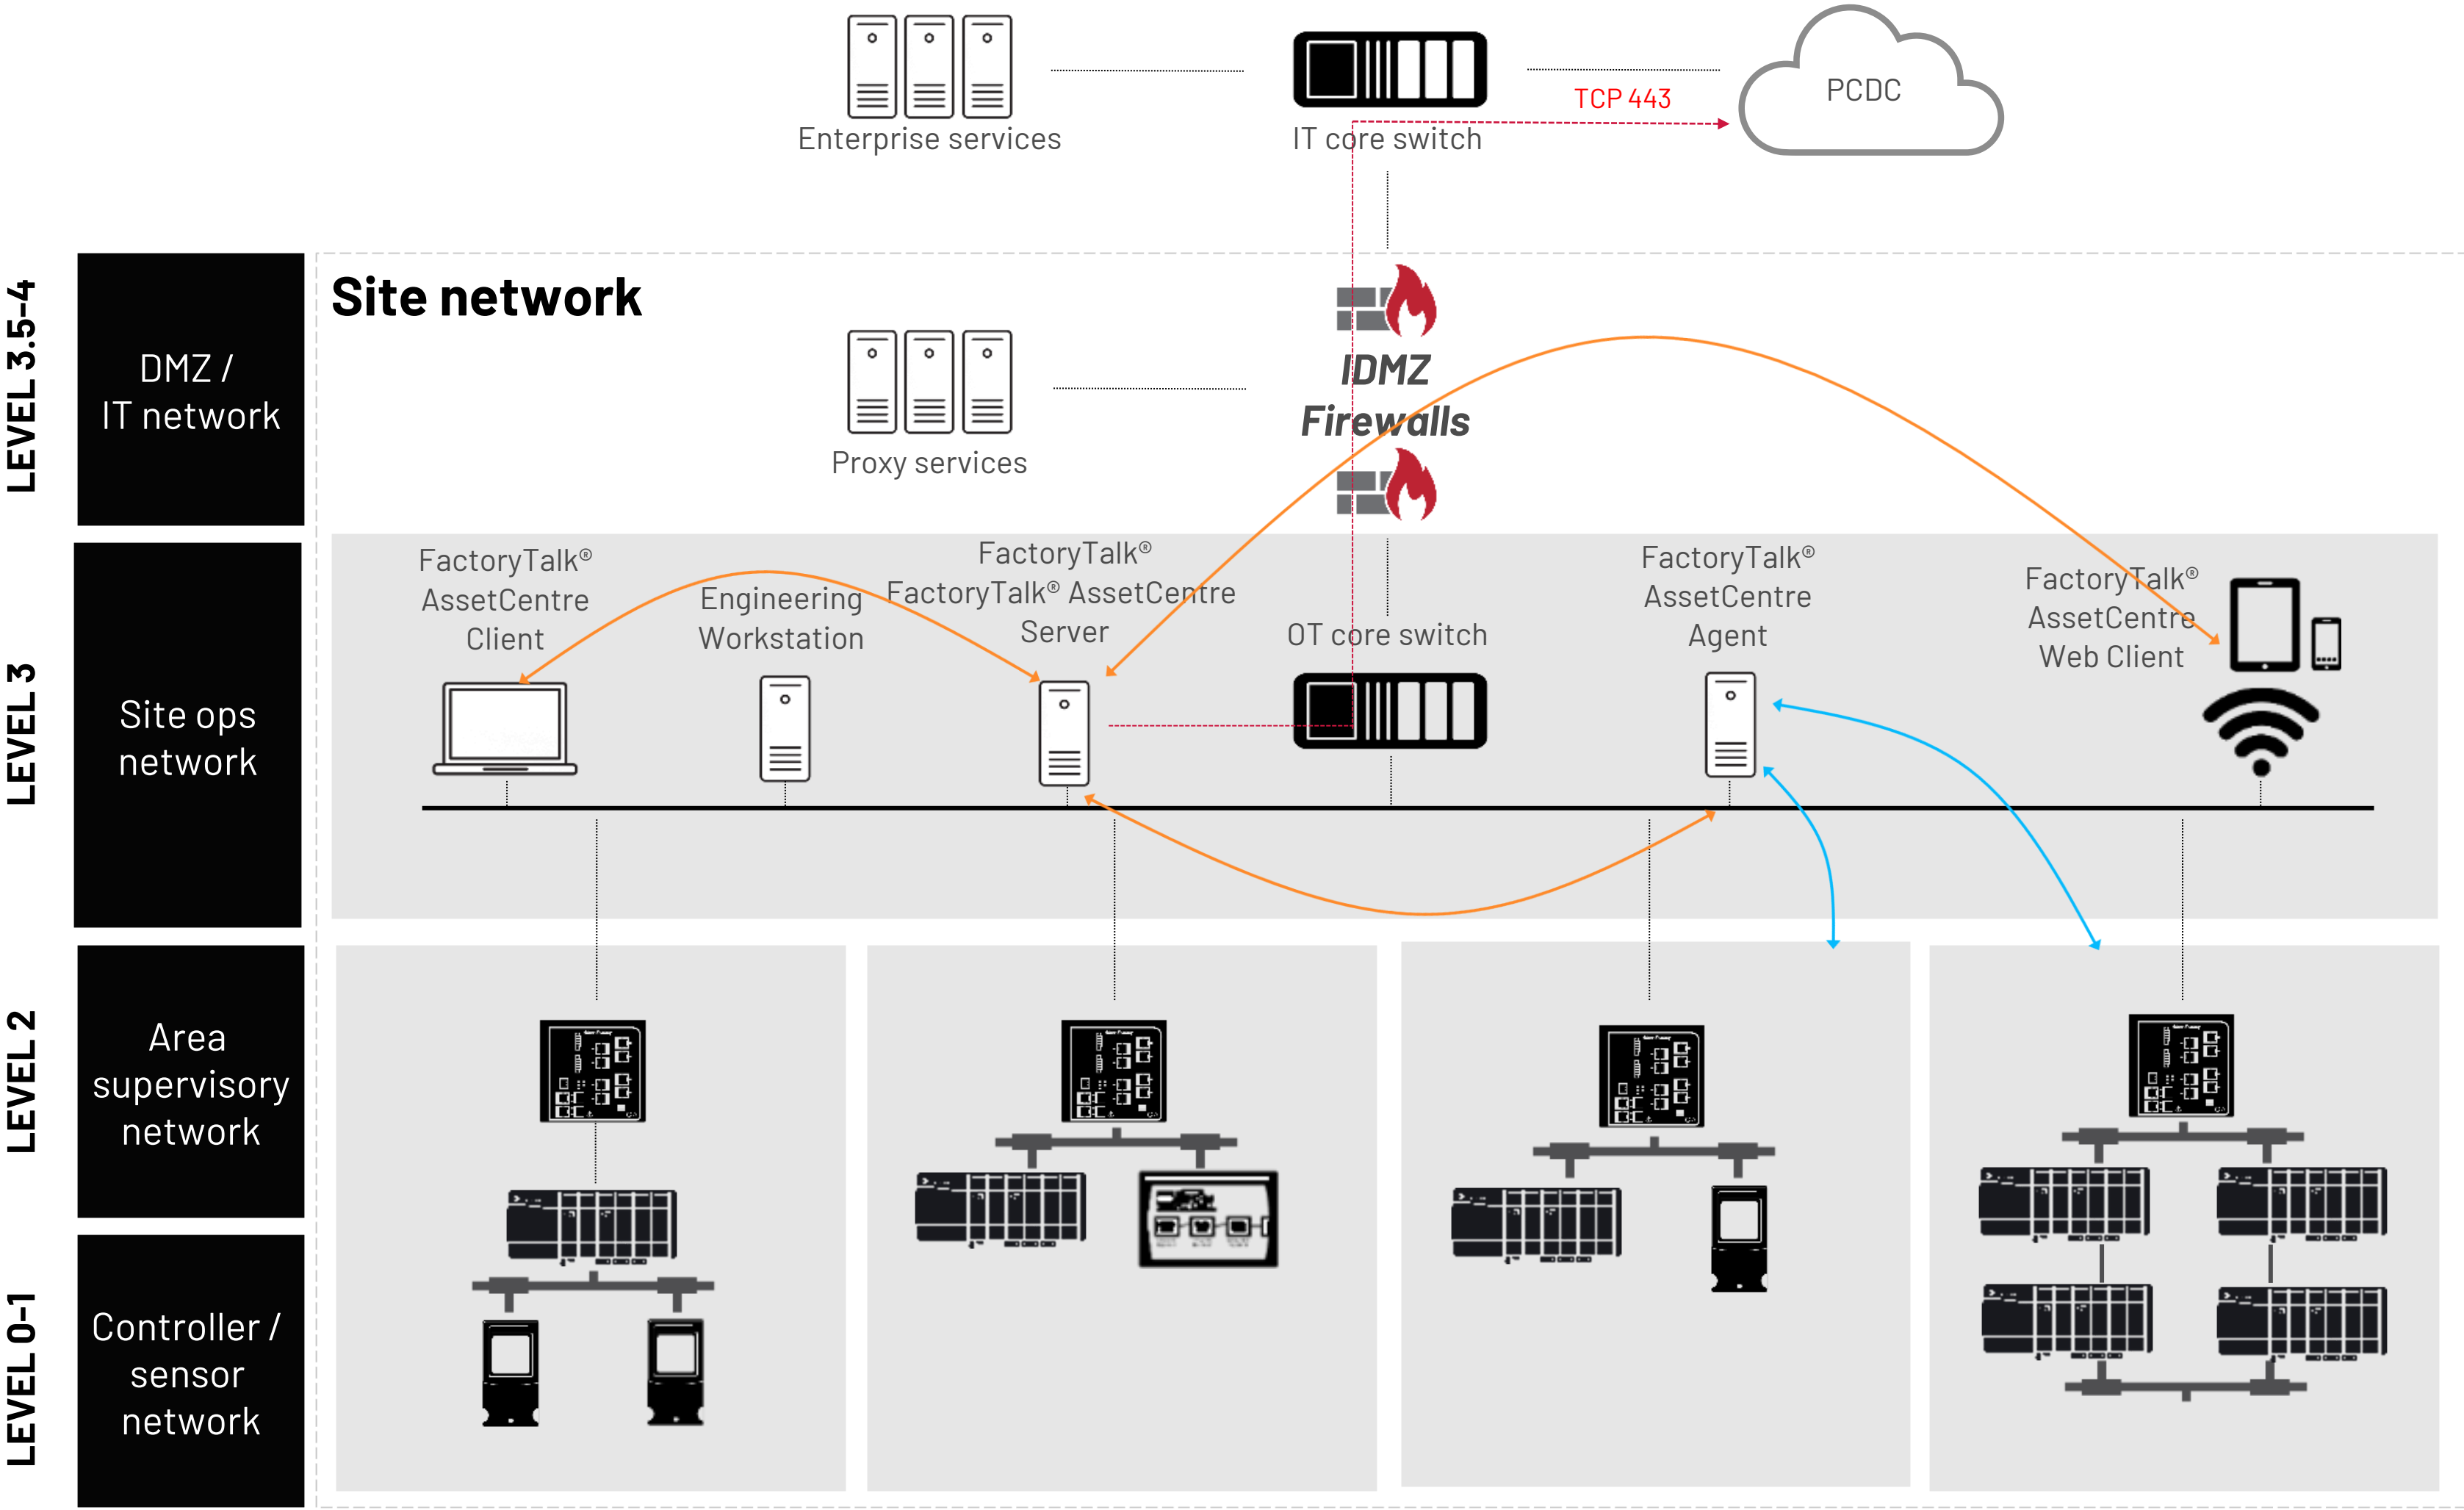 Enterprise services
IT core switch
TCP 443
PCDC
LEVEL 3.5-4
DMZ /
IT network
Site network
Proxy services
IDMZ
Firewalls
LEVEL 3
Site ops
network
FactoryTalk®
AssetCentre
Client
Engineering
Workstation
FactoryTalk®
FactoryTalk® AssetCentre
Server
OT core switch
FactoryTalk®
AssetCentre
Agent
FactoryTalk®
AssetCentre
Web Client
LEVEL 2
Area
supervisory
network
LEVEL 0-1
Controller /
sensor
network